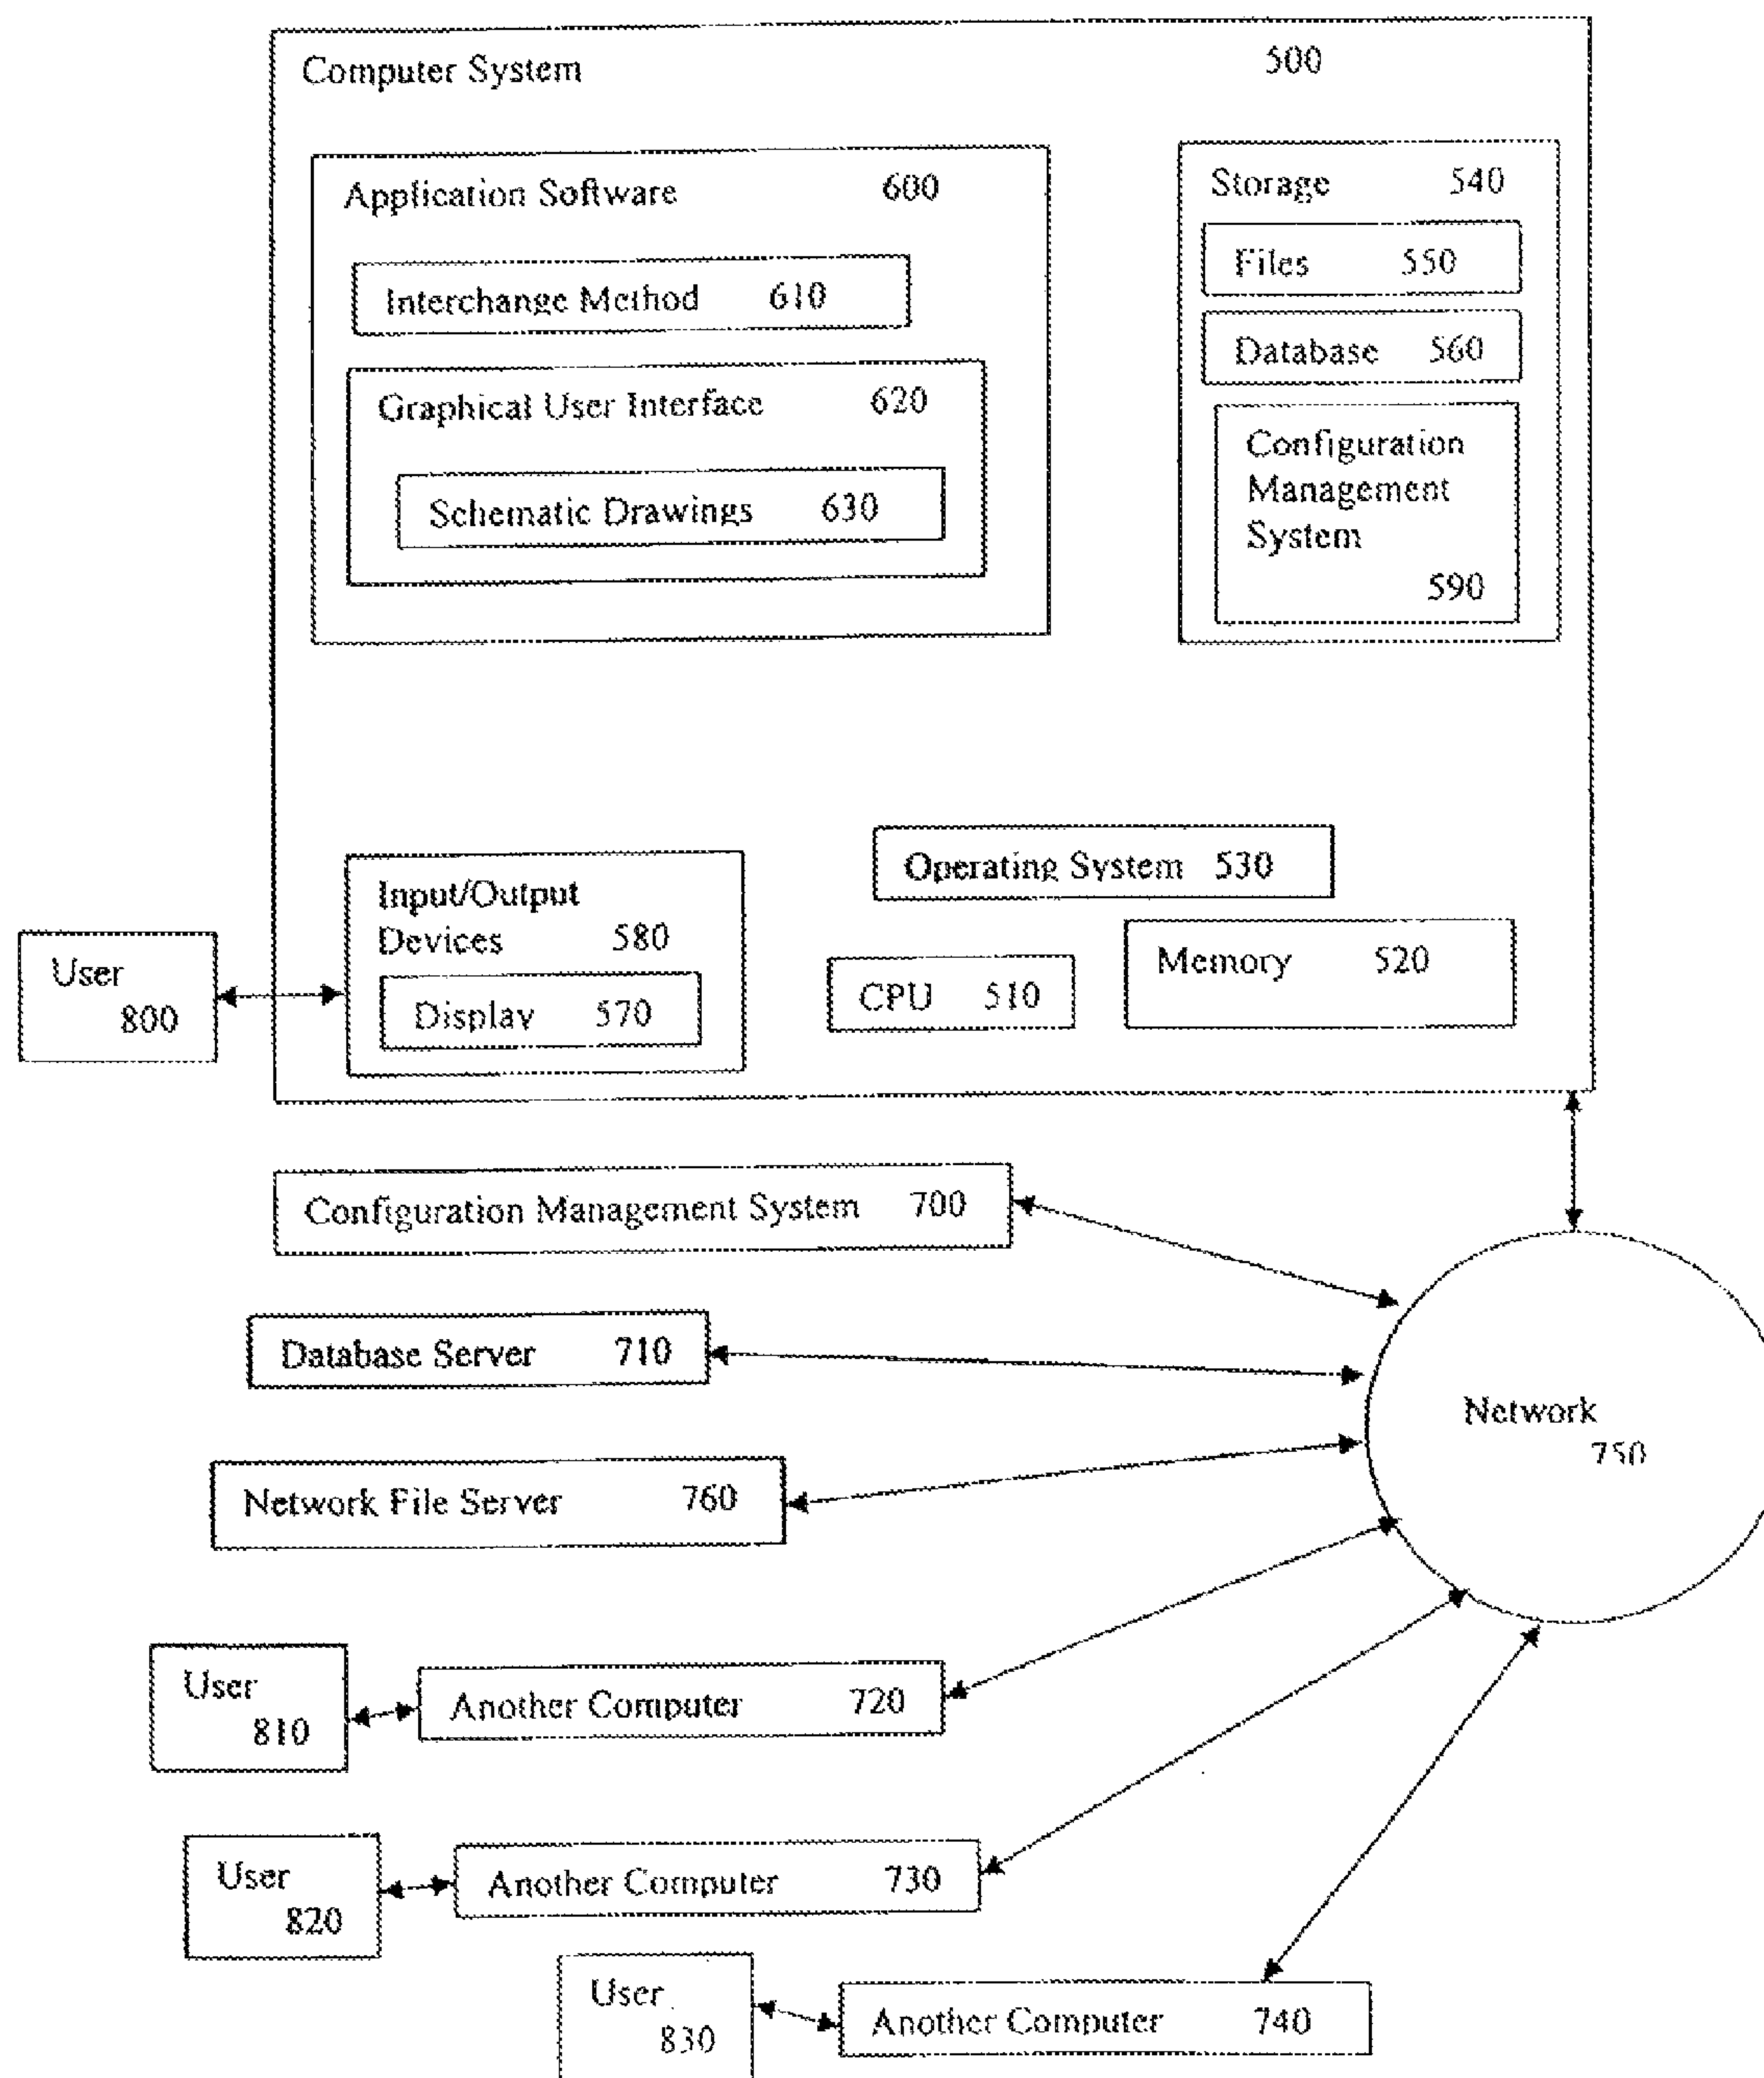 Computer System 500
Application Software 600
Interchange Method 610
Graphical User Interface 620
Schematic Drawings 630
Storage 540
Files 550
Database 560
Configuration
Management
System
590
Operating System 530
Input/Output
Devices 580
Display 570
CPU 510
Memory 520
User
800
Configuration Management System 700
Database Server 710
Network
750
Network File Server 760
User
810
Another Computer 720
User
820
Another Computer 730
User
830
Another Computer 740